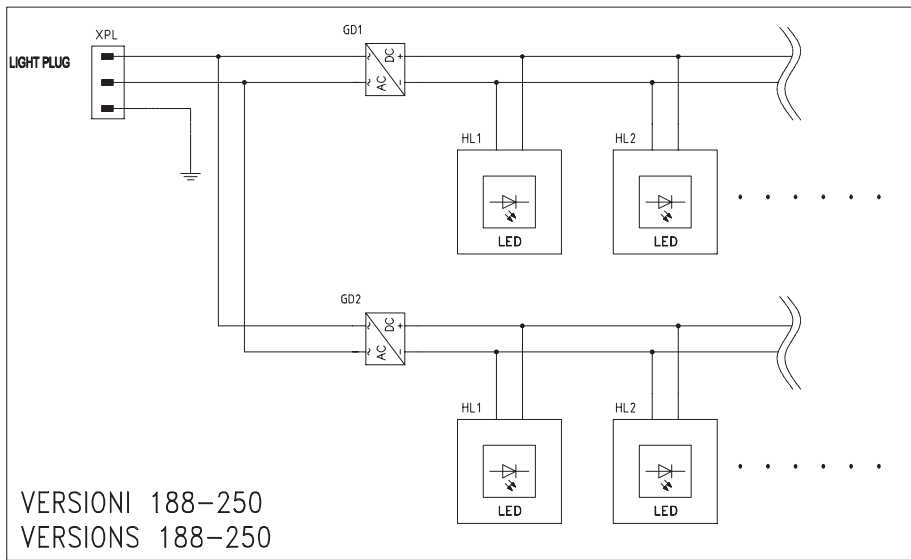 LIGHT PLUG
XPL
GD1
AC DC
~ ~ + -
HL1
HL2
LED
LED
GD2
AC DC
~ ~ + -
HL1
HL2
LED
LED
VERSIONI 188-250
VERSIONS 188-250